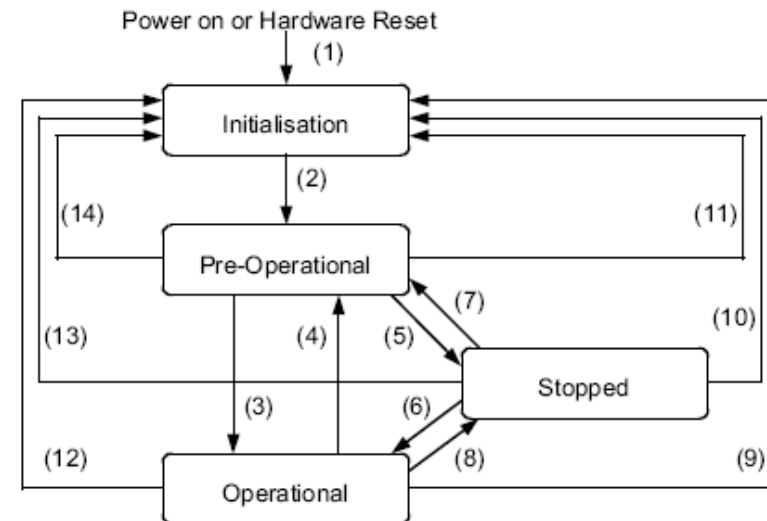 Power on or Hardware Reset
(1)
Initialisation
(2)
(14)
(11)
Pre-Operational
(7)
(13)
(4)
(5)
(10)
Stopped
(3)
(6)
(12)
(8)
(9)
Operational